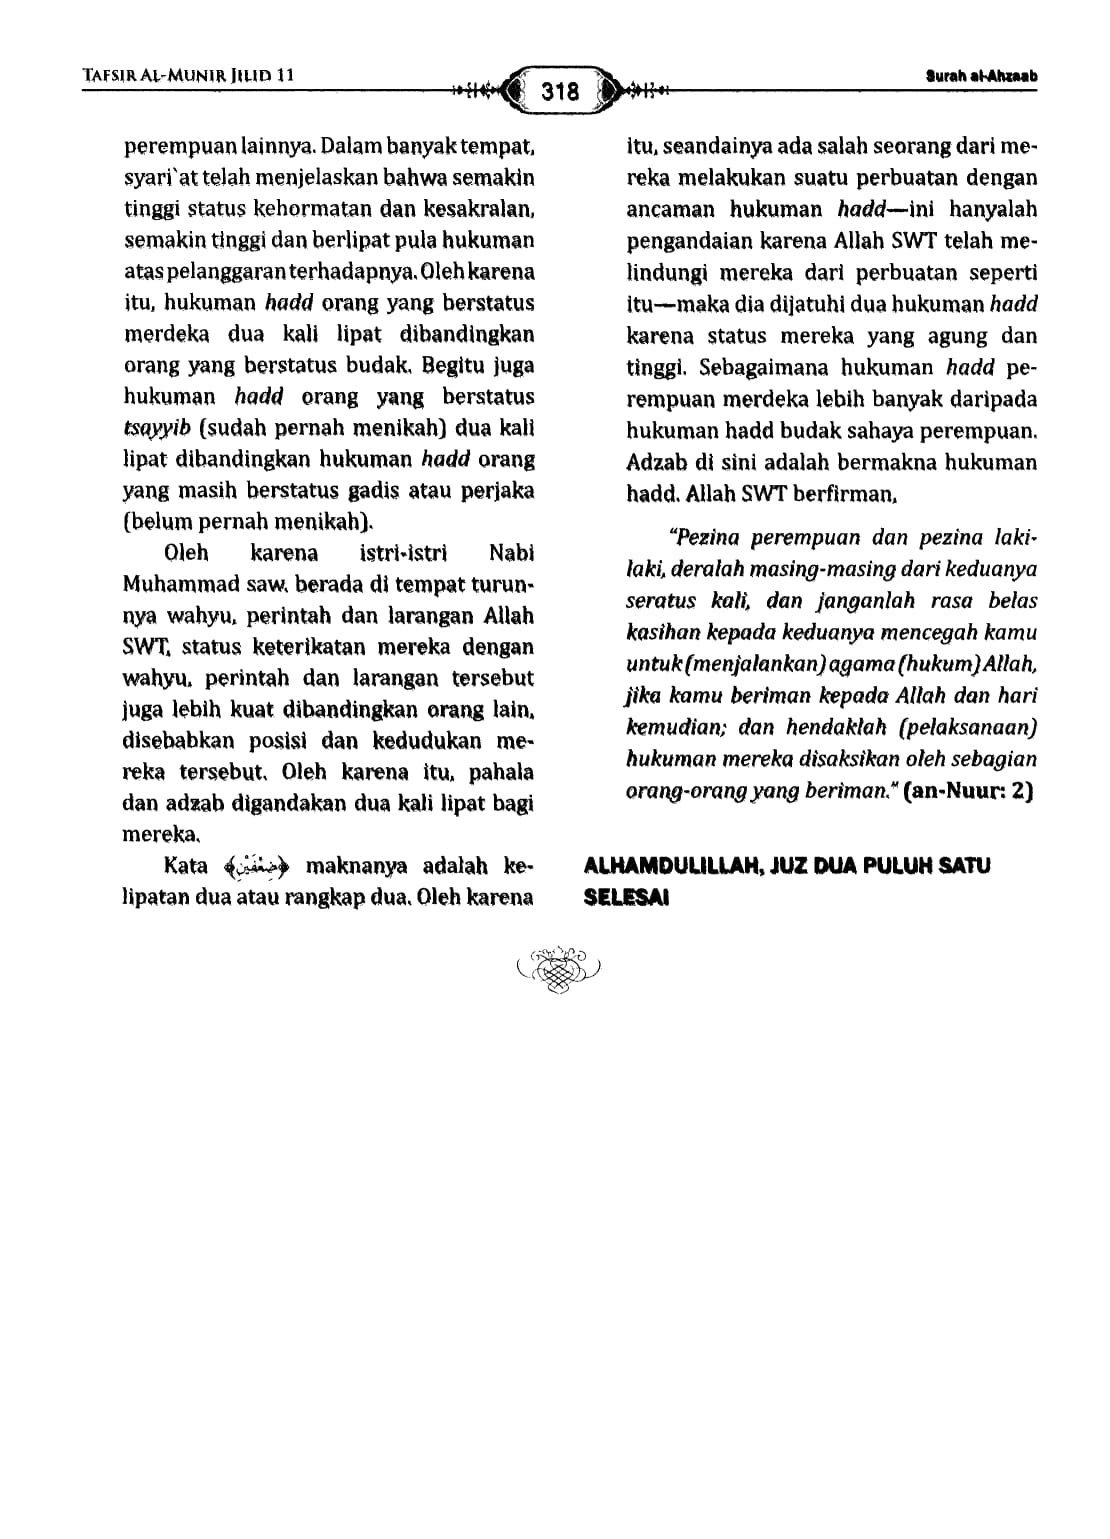 TAFSIR AL-MUNIR JILID 11
318
Surah al-Ahzaab
perempuan lainnya. Dalam banyak tempat,
syari`at telah menjelaskan bahwa semakin
tinggi status kehormatan dan kesakralan,
semakin tinggi dan berlipat pula hukuman
atas pelanggaran terhadapnya. Oleh karena
itu, hukuman hadd orang yang berstatus
merdeka dua kali lipat dibandingkan
orang yang berstatus budak. Begitu juga
hukuman hadd orang yang berstatus
tsayyib (sudah pernah menikah) dua kali
lipat dibandingkan hukuman hadd orang
yang masih berstatus gadis atau perjaka
(belum pernah menikah).
Oleh karena istri-istri Nabi
Muhammad saw. berada di tempat turun-
nya wahyu, perintah dan larangan Allah
SWT, status keterikatan mereka dengan
wahyu, perintah dan larangan tersebut
juga lebih kuat dibandingkan orang lain,
disebabkan posisi dan kedudukan me-
reka tersebut. Oleh karena itu, pahala
dan adzab digandakan dua kali lipat bagi
mereka.
Kata ﴿ضِعْفَيْنِ﴾ maknanya adalah ke-
lipatan dua atau rangkap dua. Oleh karena
itu, seandainya ada salah seorang dari me-
reka melakukan suatu perbuatan dengan
ancaman hukuman hadd—ini hanyalah
pengandaian karena Allah SWT telah me-
lindungi mereka dari perbuatan seperti
itu—maka dia dijatuhi dua hukuman hadd
karena status mereka yang agung dan
tinggi. Sebagaimana hukuman hadd pe-
rempuan merdeka lebih banyak daripada
hukuman hadd budak sahaya perempuan.
Adzab di sini adalah bermakna hukuman
hadd. Allah SWT berfirman,
“Pezina perempuan dan pezina laki-
laki, deralah masing-masing dari keduanya
seratus kali, dan janganlah rasa belas
kasihan kepada keduanya mencegah kamu
untuk (menjalankan) agama (hukum) Allah,
jika kamu beriman kepada Allah dan hari
kemudian; dan hendaklah (pelaksanaan)
hukuman mereka disaksikan oleh sebagian
orang-orang yang beriman.” (an-Nuur: 2)
ALHAMDULILLAH, JUZ DUA PULUH SATU
SELESAI